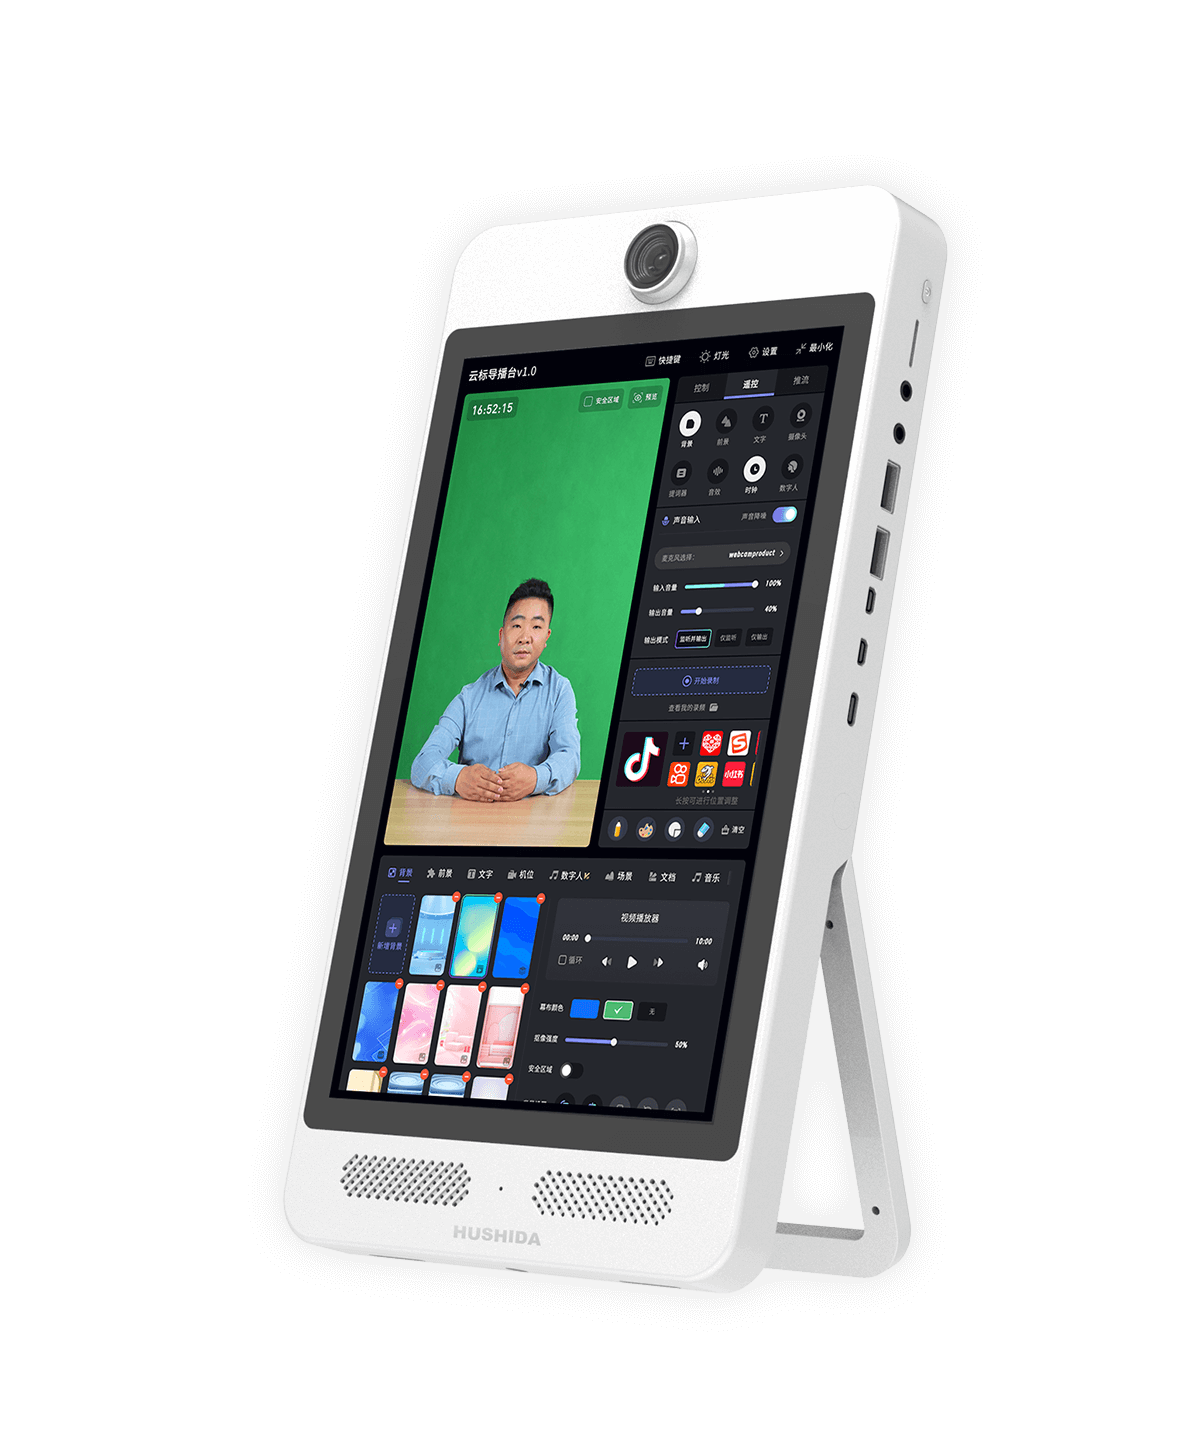 云标导播台v1.0
快捷键 灯光 设置 最小化
16:52:15
安全区域 预览
控制 遥控 推流
背景 前景 文字 摄像头
提词器 音效 时钟 数字人
声音输入 声音降噪
麦克风选择: webcamproduct
输入音量 100%
输出音量 40%
输出模式 监听并输出 仅监听 仅输出
开始录制
查看我的录频
小红书
长按可进行位置调整
清空
背景 前景 文字 机位 数字人 场景 文档 音乐
新增背景
视频播放器
00:00 10:00
循环
幕布颜色 无
抠像强度 50%
安全区域
HUSHIDA